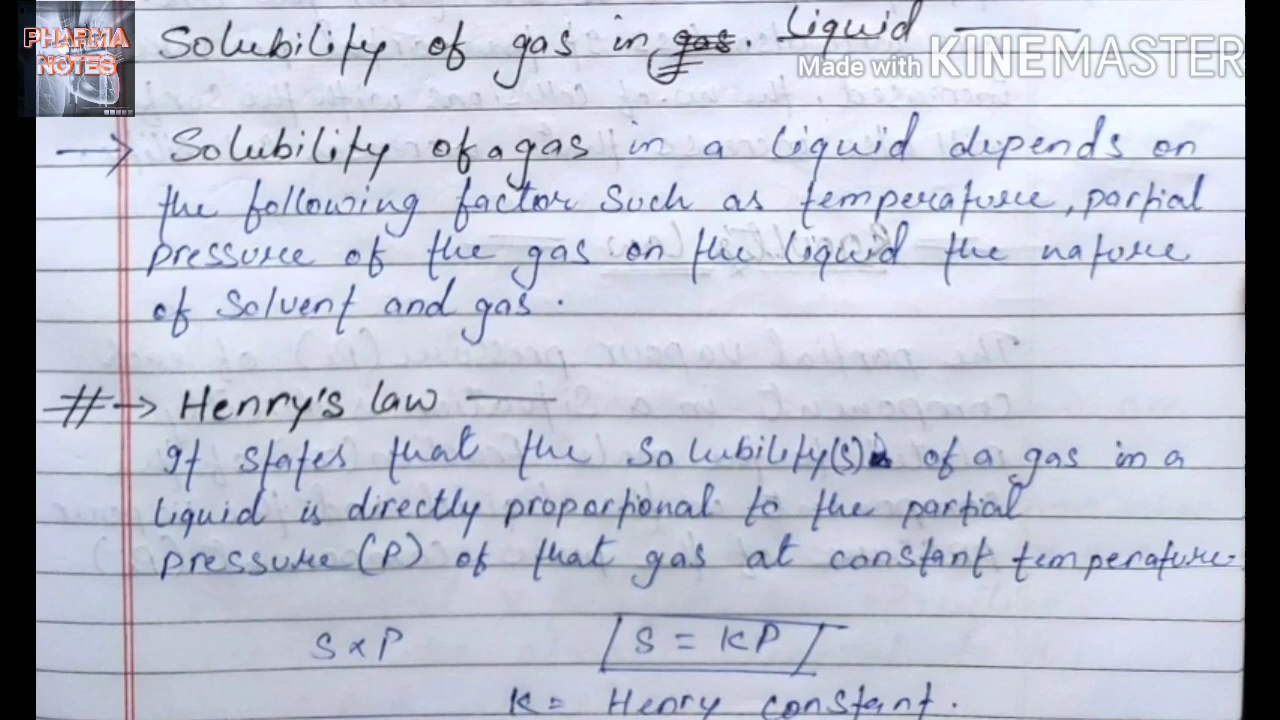 PHARMA
NOTES
Solubility of gas in gas. Liquid
Made with KINEMASTER
→ Solubility of a gas in a liquid depends on
the following factor such as temperature, partial
pressure of the gas on the liquid the nature
of solvent and gas.
# → Henry's law
It states that the solubility(s) of a gas in a
liquid is directly proportional to the partial
pressure (P) of that gas at constant temperature.
S ∝ P S = KP
K = Henry constant.